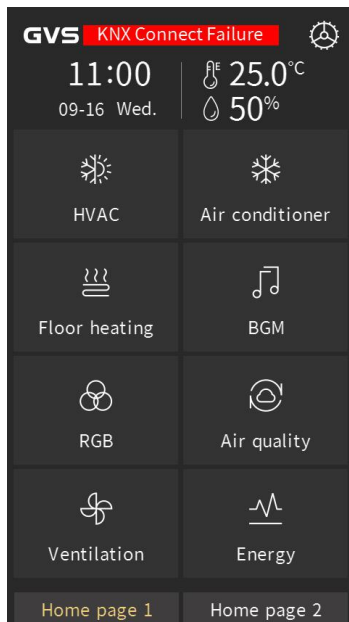 GVS KNX Connect Failure
11:00 E 25.0℃
09-16 Wed. 50%
HVAC Air conditioner
Floor heating BGM
RGB Air quality
Ventilation Energy
Home page 1 Home page 2